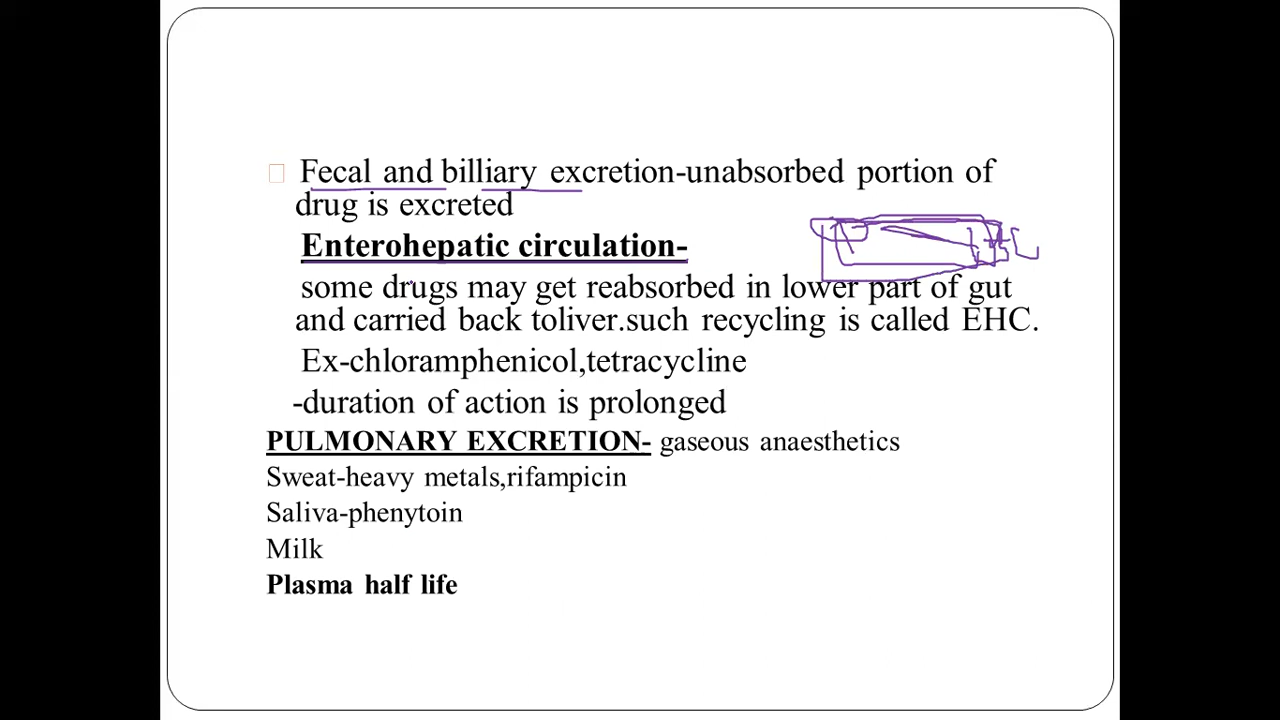 Fecal and billiary excretion-unabsorbed portion of
drug is excreted
Enterohepatic circulation-
some drugs may get reabsorbed in lower part of gut
and carried back toliver.such recycling is called EHC.
Ex-chloramphenicol,tetracycline
-duration of action is prolonged
PULMONARY EXCRETION- gaseous anaesthetics
Sweat-heavy metals,rifampicin
Saliva-phenytoin
Milk
Plasma half life